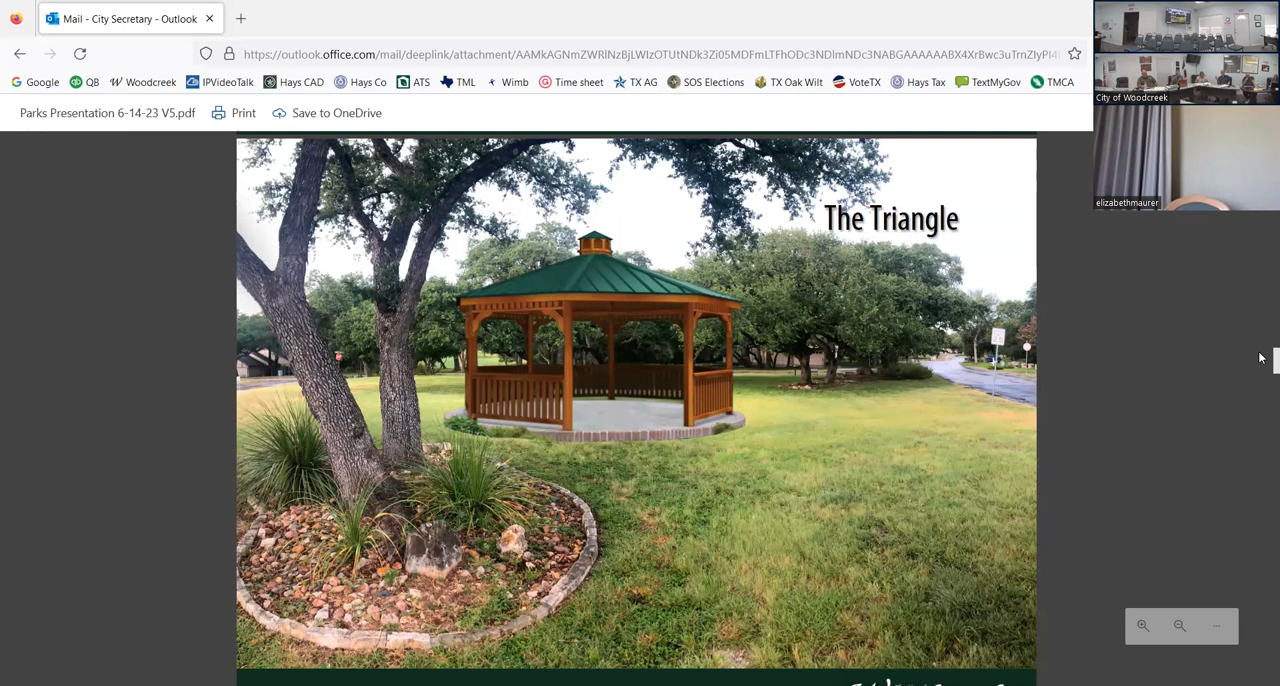 Mail - City Secretary - Outlook
https://outlook.office.com/mail/deeplink/attachment/
Google QB Woodcreek IPVideoTalk Hays CAD Hays Co ATS TML Wimb Time sheet TX AG SOS Elections TX Oak Wilt VoteTX Hays Tax TextMyGov TMCA
Parks Presentation 6-14-23 V5.pdf Print Save to OneDrive
City of Woodcreek
elizabethmaurer
The Triangle